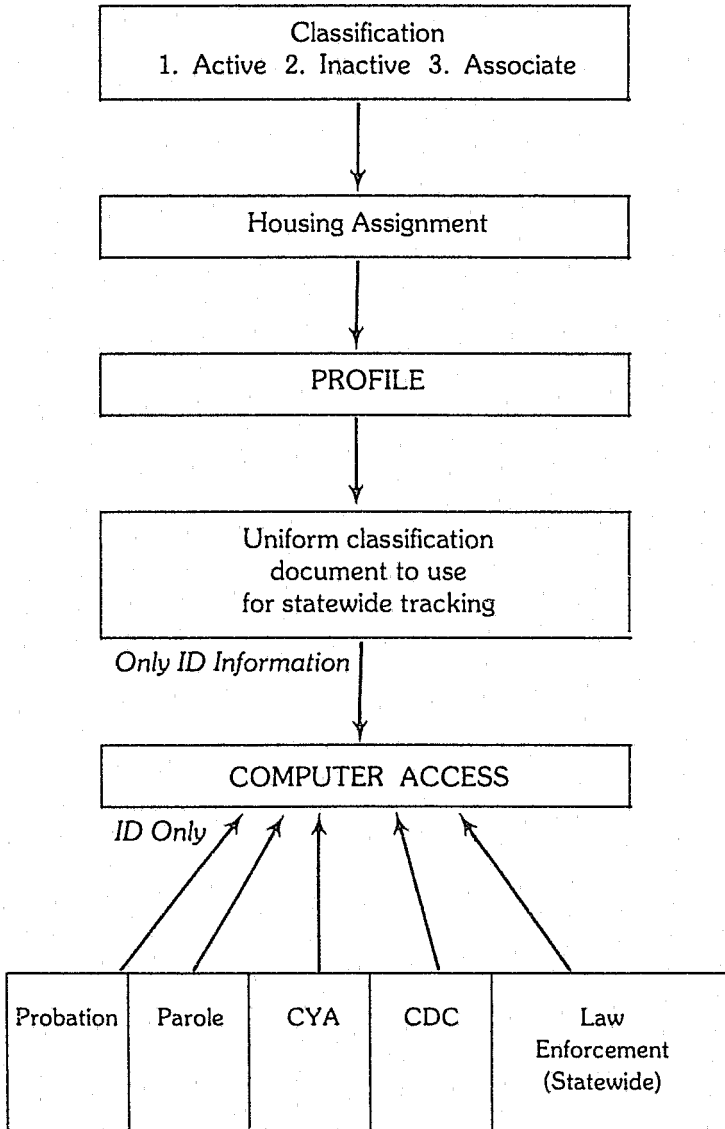 Classification
1. Active 2. Inactive 3. Associate
Housing Assignment
PROFILE
Uniform classification
document to use
for statewide tracking
Only ID Information
COMPUTER ACCESS
ID Only
Probation
Parole
CYA
CDC
Law
Enforcement
(Statewide)